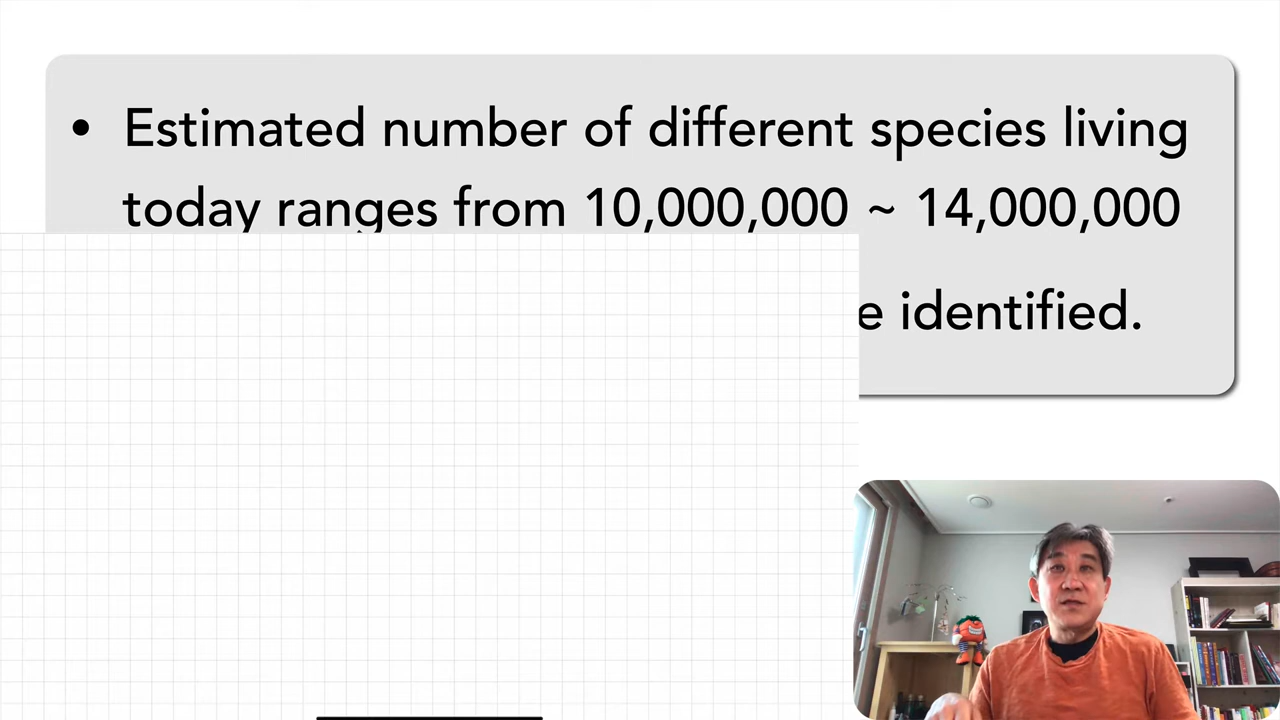 • Estimated number of different species living
today ranges from 10,000,000 ~ 14,000,000
identified.